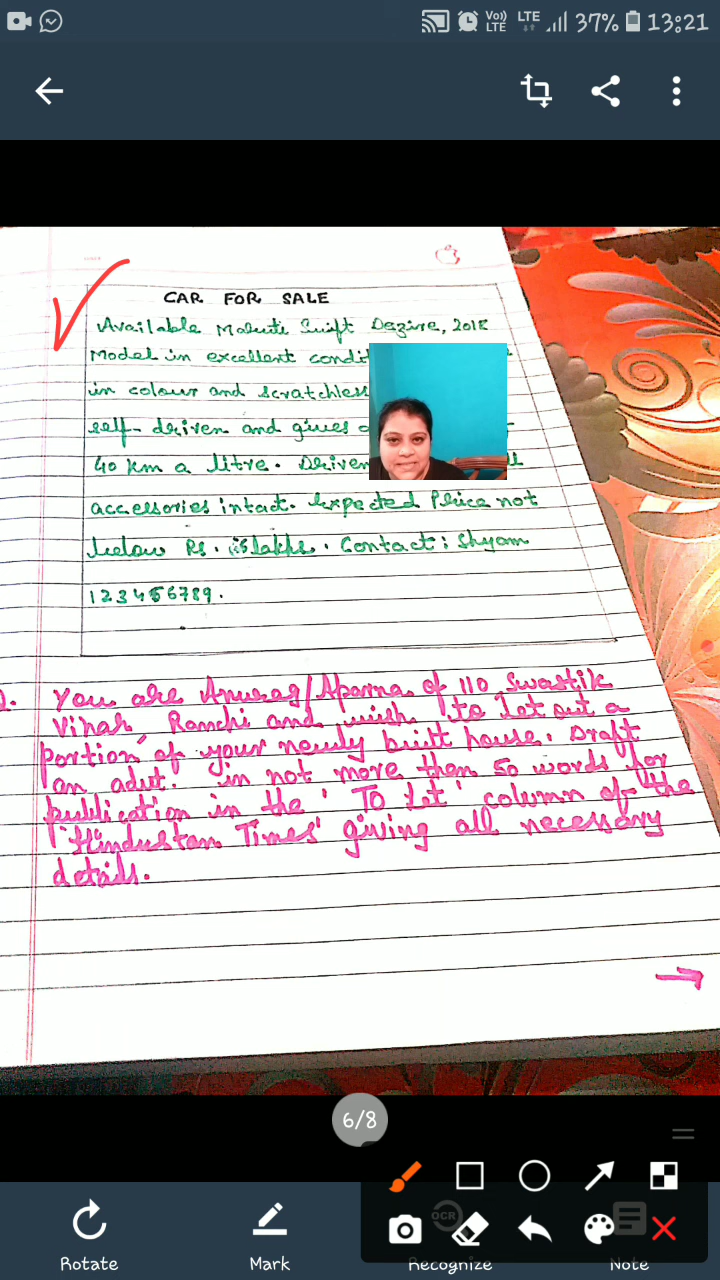 Vo)) LTE LTE 37% 13:21
CAR FOR SALE
Available Maruti Swift Dezire, 2018
Model in excellent condit
in colour and scratchless
self-driven and gives
40 km a litre. Driven
accessories intact. Expected Price not
below Rs. lakhs. Contact: Shyam
123456789.
You are Anurag/Aparna of 110 Swastik
Vihar, Ranchi and wish to let out a
portion of your newly built house. Draft
an advt. in not more then 50 words for
publication in the 'To Let' column of the
'Hindustan Times' giving all necessary
details.
6/8
OCR
Rotate Mark Recognize Note